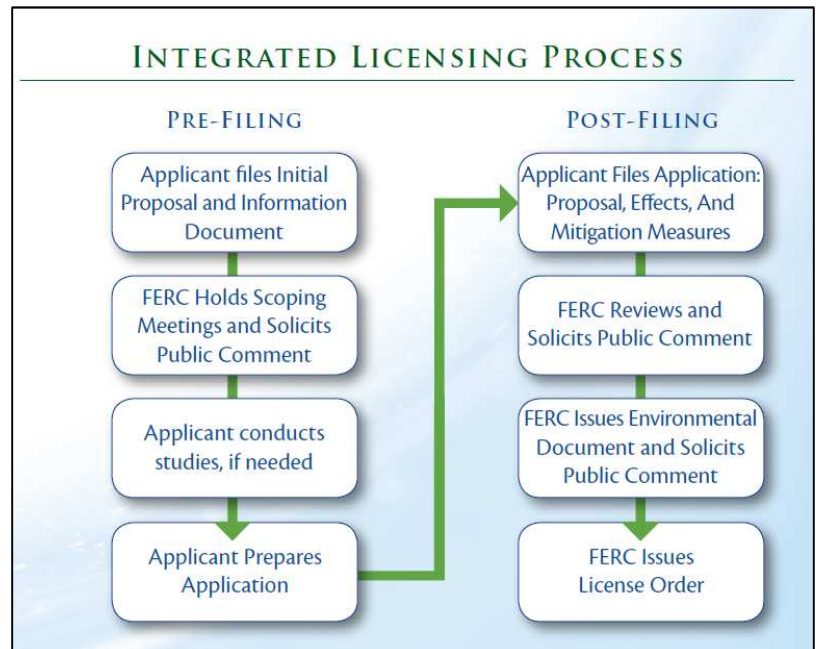 INTEGRATED LICENSING PROCESS
PRE-FILING
Applicant files Initial
Proposal and Information
Document
FERC Holds Scoping
Meetings and Solicits
Public Comment
Applicant conducts
studies, if needed
Applicant Prepares
Application
POST-FILING
Applicant Files Application:
Proposal, Effects, And
Mitigation Measures
FERC Reviews and
Solicits Public Comment
FERC Issues Environmental
Document and Solicits
Public Comment
FERC Issues
License Order